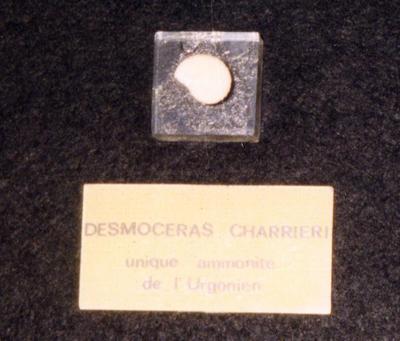 DESMOCERAS CHARRIERI
unique ammonite
de l'Urgonien